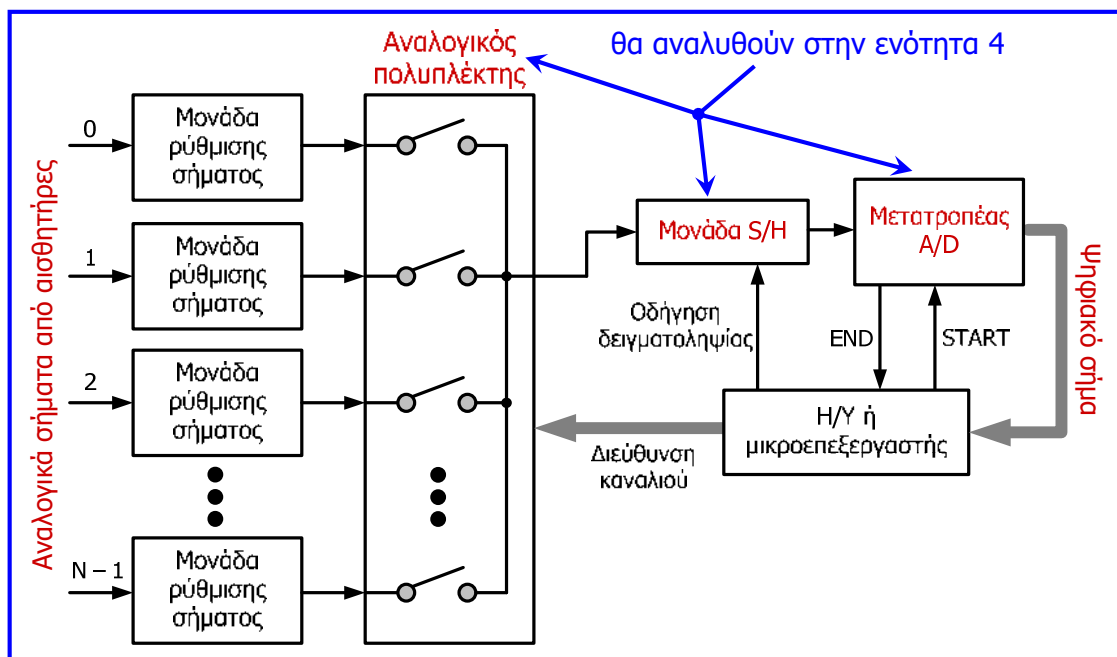 θα αναλυθούν στην ενότητα 4
Αναλογικός
πολυπλέκτης
Αναλογικά σήματα από αισθητήρες
0
Μονάδα
ρύθμισης
σήματος
1
Μονάδα
ρύθμισης
σήματος
2
Μονάδα
ρύθμισης
σήματος
N – 1
Μονάδα
ρύθμισης
σήματος
Μονάδα S/H
Μετατροπέας
A/D
Ψηφιακό σήμα
Οδήγηση
δειγματοληψίας
END
START
Η/Υ ή
μικροεπεξεργαστής
Διεύθυνση
καναλιού